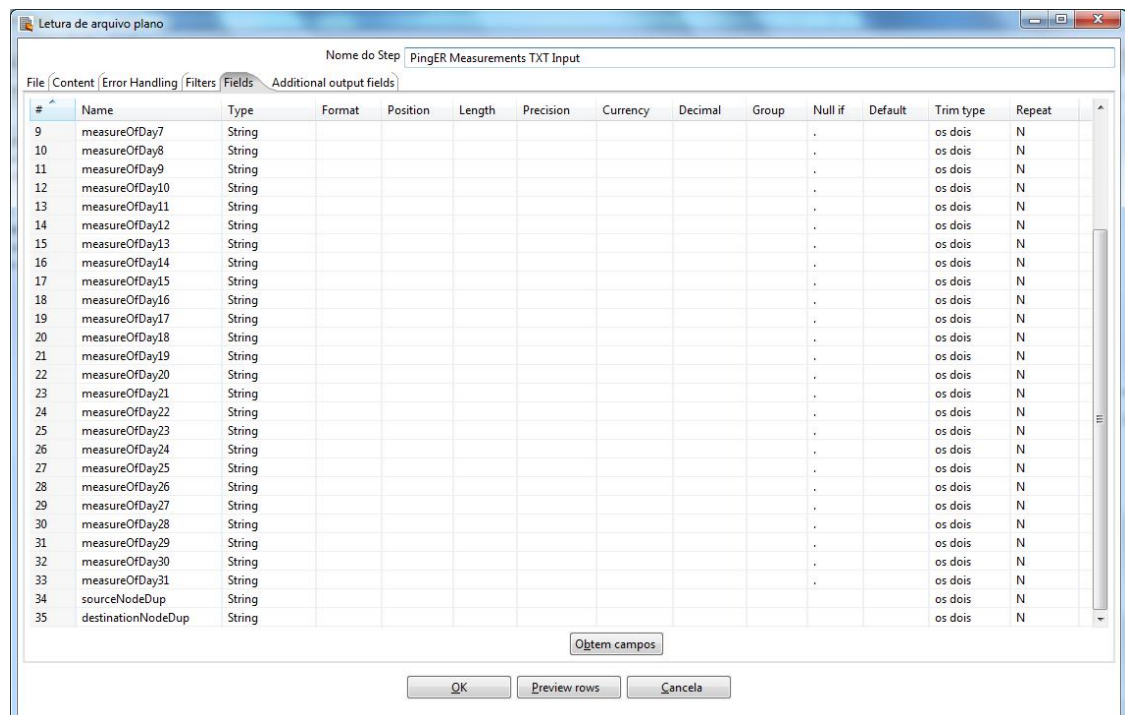 Letura de arquivo plano
Nome do Step PingER Measurements TXT Input
File Content Error Handling Filters Fields Additional output fields
# Name Type Format Position Length Precision Currency Decimal Group Null if Default Trim type Repeat
9 measureOfDay7 String . os dois N
10 measureOfDay8 String . os dois N
11 measureOfDay9 String . os dois N
12 measureOfDay10 String . os dois N
13 measureOfDay11 String . os dois N
14 measureOfDay12 String . os dois N
15 measureOfDay13 String . os dois N
16 measureOfDay14 String . os dois N
17 measureOfDay15 String . os dois N
18 measureOfDay16 String . os dois N
19 measureOfDay17 String . os dois N
20 measureOfDay18 String . os dois N
21 measureOfDay19 String . os dois N
22 measureOfDay20 String . os dois N
23 measureOfDay21 String . os dois N
24 measureOfDay22 String . os dois N
25 measureOfDay23 String . os dois N
26 measureOfDay24 String . os dois N
27 measureOfDay25 String . os dois N
28 measureOfDay26 String . os dois N
29 measureOfDay27 String . os dois N
30 measureOfDay28 String . os dois N
31 measureOfDay29 String . os dois N
32 measureOfDay30 String . os dois N
33 measureOfDay31 String . os dois N
34 sourceNodeDup String os dois N
35 destinationNodeDup String os dois N
Obtem campos
OK Preview rows Cancela